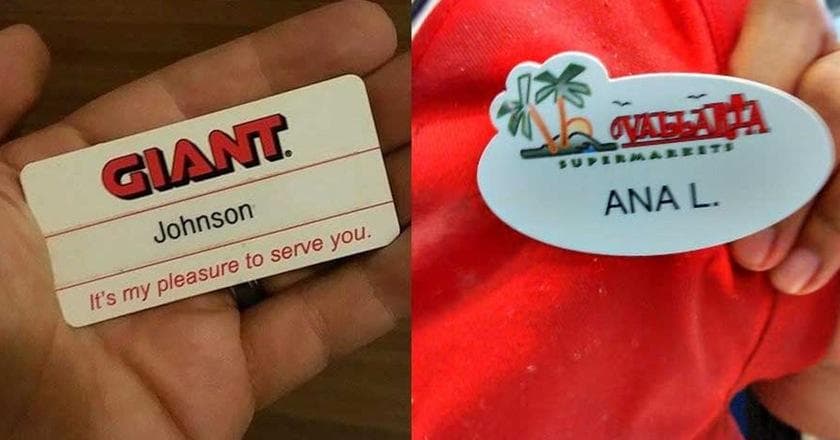 GIANT®
Johnson
It's my pleasure to serve you.
VALLARTA
SUPERMARKETS
ANA L.